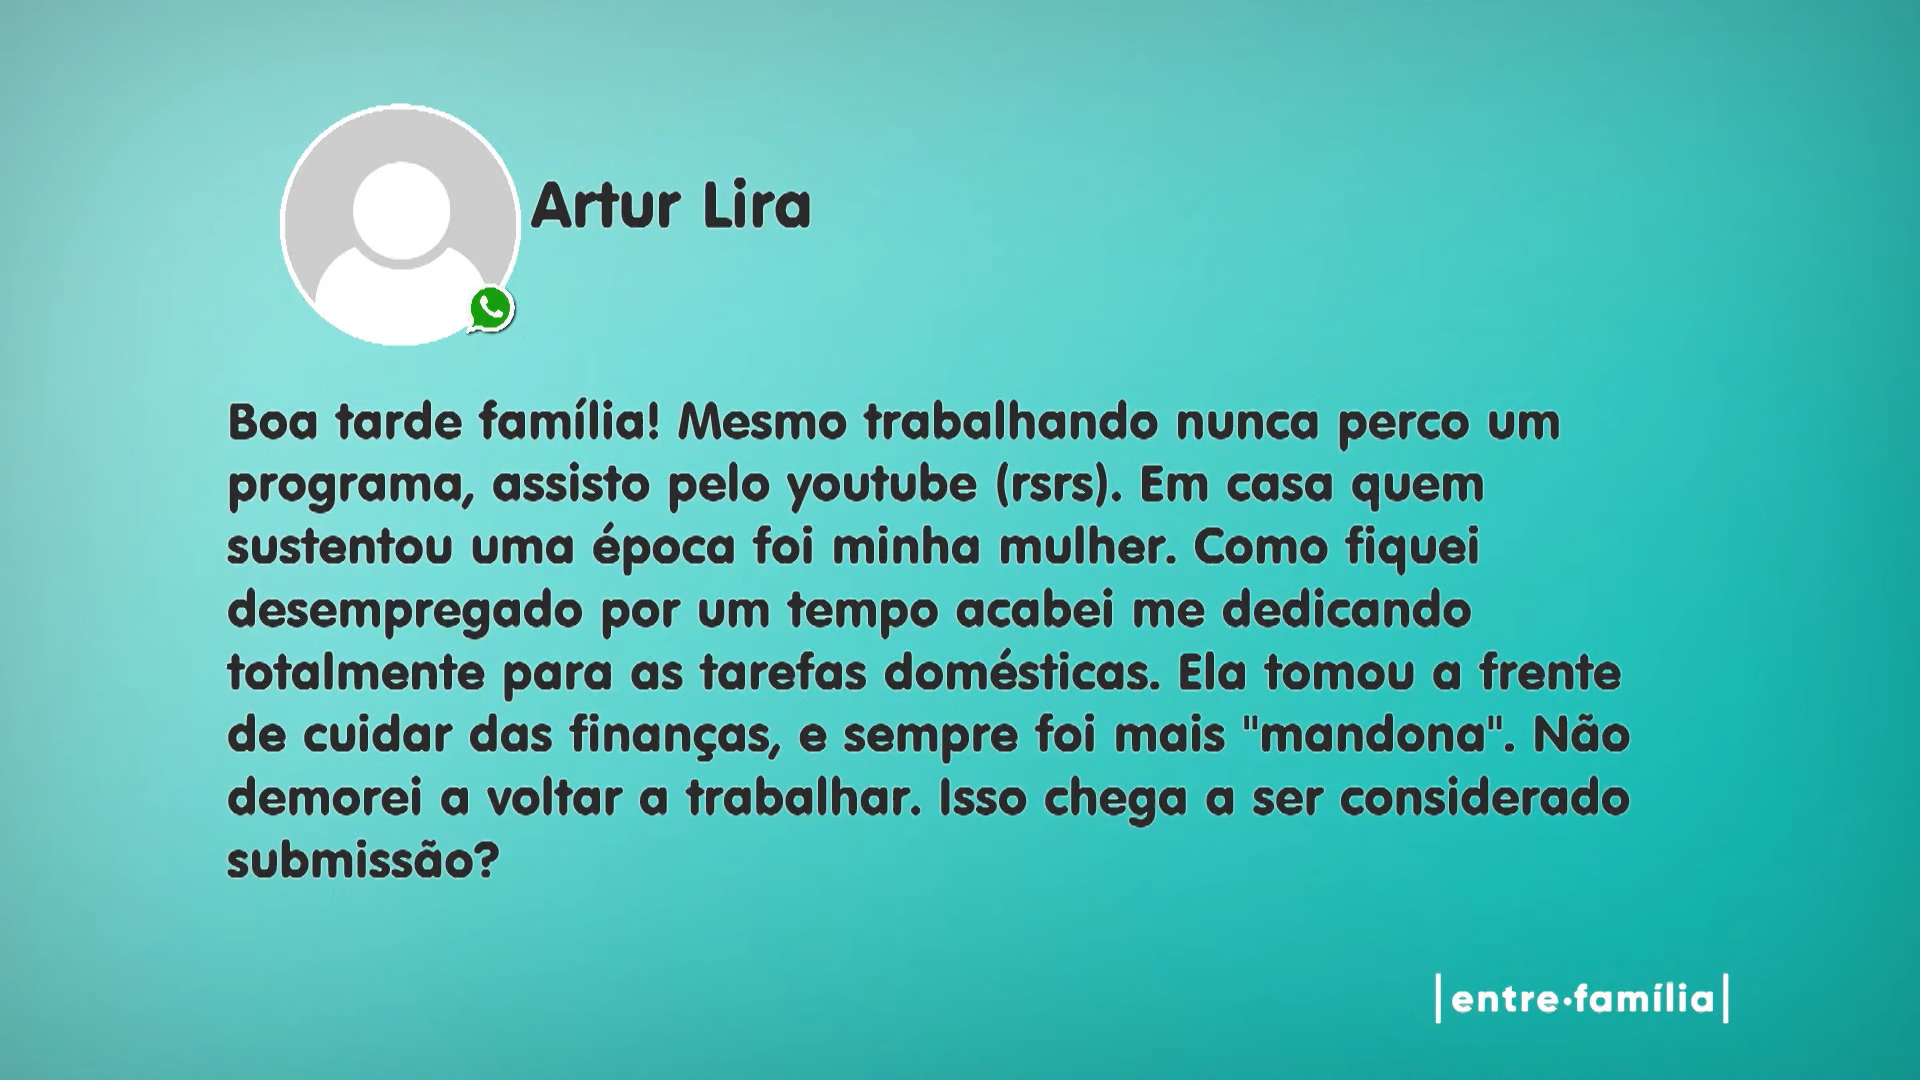 Artur Lira
Boa tarde família! Mesmo trabalhando nunca perco um
programa, assisto pelo youtube (rsrs). Em casa quem
sustentou uma época foi minha mulher. Como fiquei
desempregado por um tempo acabei me dedicando
totalmente para as tarefas domésticas. Ela tomou a frente
de cuidar das finanças, e sempre foi mais "mandona". Não
demorei a voltar a trabalhar. Isso chega a ser considerado
submissão?
|entre•família|